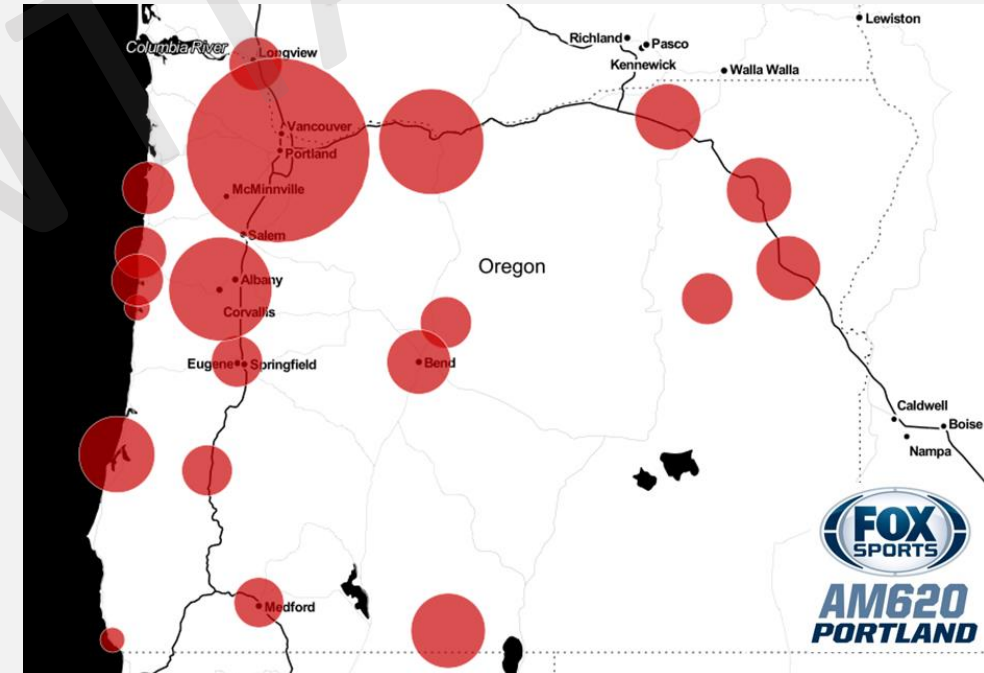 Lewiston
Richland
Pasco
Kennewick
Walla Walla
Columbia River
Longview
Vancouver
Portland
McMinnville
Salem
Oregon
Albany
Corvallis
Eugene
Springfield
Bend
Caldwell
Boise
Nampa
Medford
FOX
SPORTS
AM620
PORTLAND